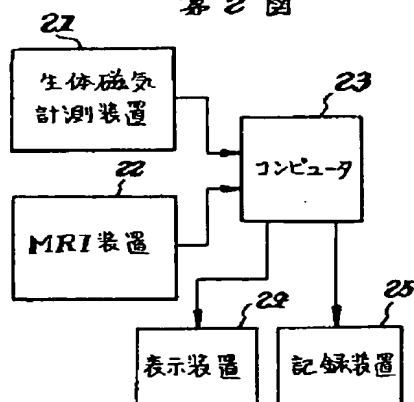 第2図
21
生体磁気
計測装置
23
コンピュータ
22
MRI装置
24
表示装置
25
記録装置